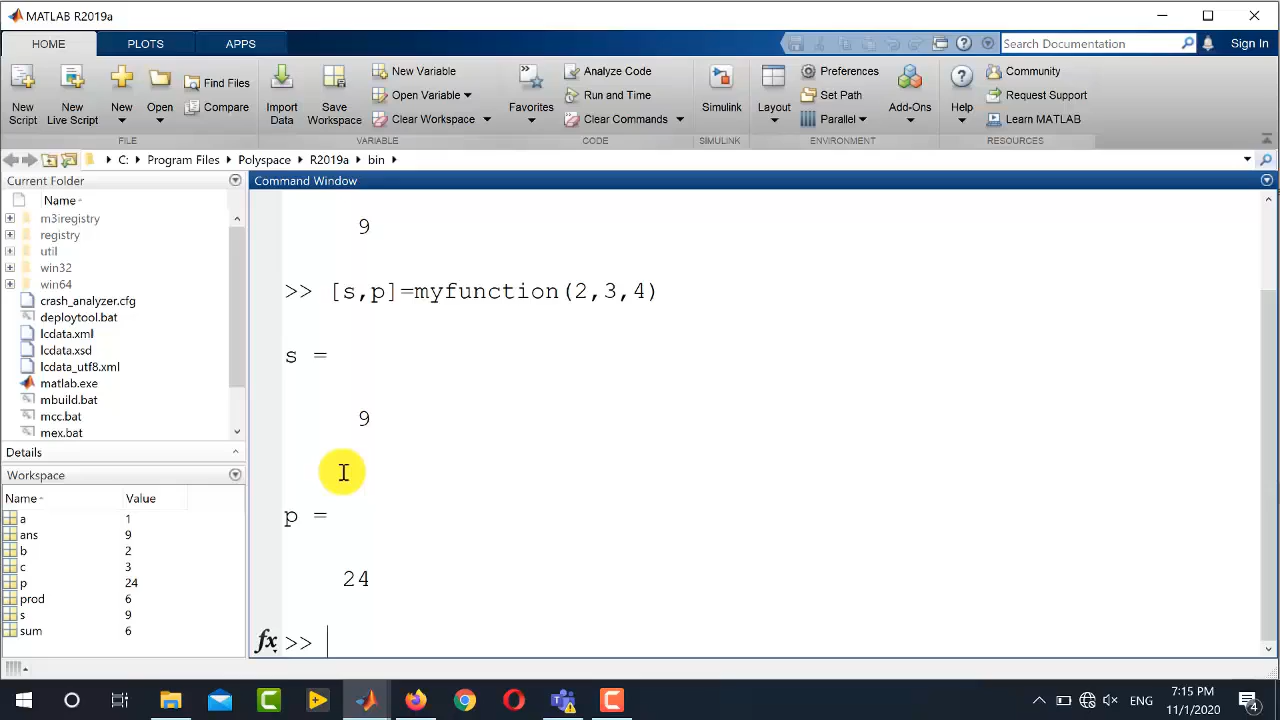 MATLAB R2019a
HOME PLOTS APPS
Search Documentation
Sign In
New Script
New Live Script
New
Open
Find Files
Compare
FILE
Import Data
Save Workspace
New Variable
Open Variable
Clear Workspace
VARIABLE
Favorites
Analyze Code
Run and Time
Clear Commands
CODE
Simulink
SIMULINK
Layout
Preferences
Set Path
Parallel
Add-Ons
ENVIRONMENT
Help
Community
Request Support
Learn MATLAB
RESOURCES
C: Program Files Polyspace R2019a bin
Current Folder
Name
m3iregistry
registry
util
win32
win64
crash_analyzer.cfg
deploytool.bat
lcdata.xml
lcdata.xsd
lcdata_utf8.xml
matlab.exe
mbuild.bat
mcc.bat
mex.bat
Details
Workspace
Name Value
a 1
ans 9
b 2
c 3
p 24
prod 6
s 9
sum 6
Command Window
9
>> [s,p]=myfunction(2,3,4)
s =
9
p =
24
fx >>
ENG
7:15 PM
11/1/2020
4